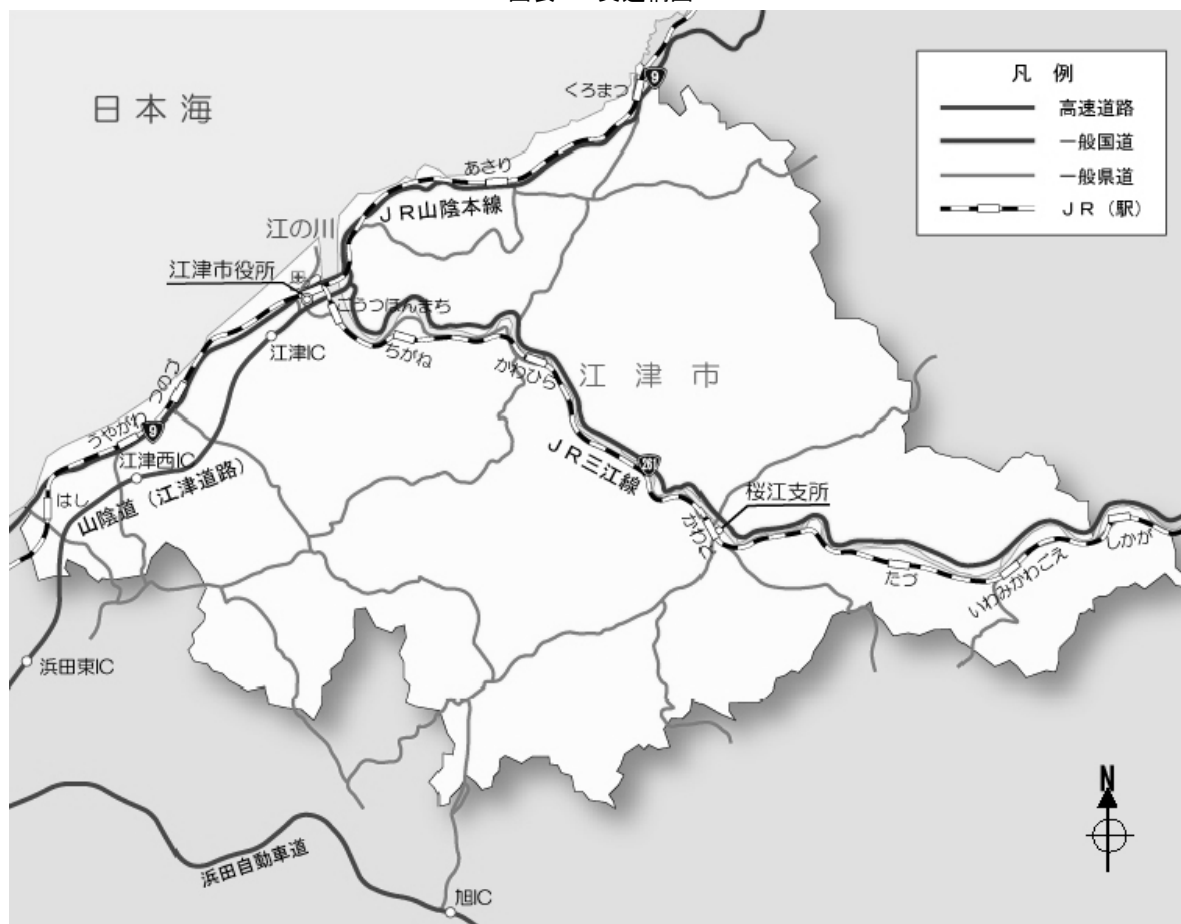 日本海
くろまつ
9
凡 例
高速道路
一般国道
一般県道
ＪＲ（駅）
あさり
ＪＲ山陰本線
江の川
江津市役所
ごうつほんまち
江津IC
ちがね
かわひら
江津市
つのづ
うやがわ
9
江津西IC
山陰道（江津道路）
はし
ＪＲ三江線
261
桜江支所
かわど
たづ
いわみかわごえ
しかが
浜田東IC
浜田自動車道
旭IC
N